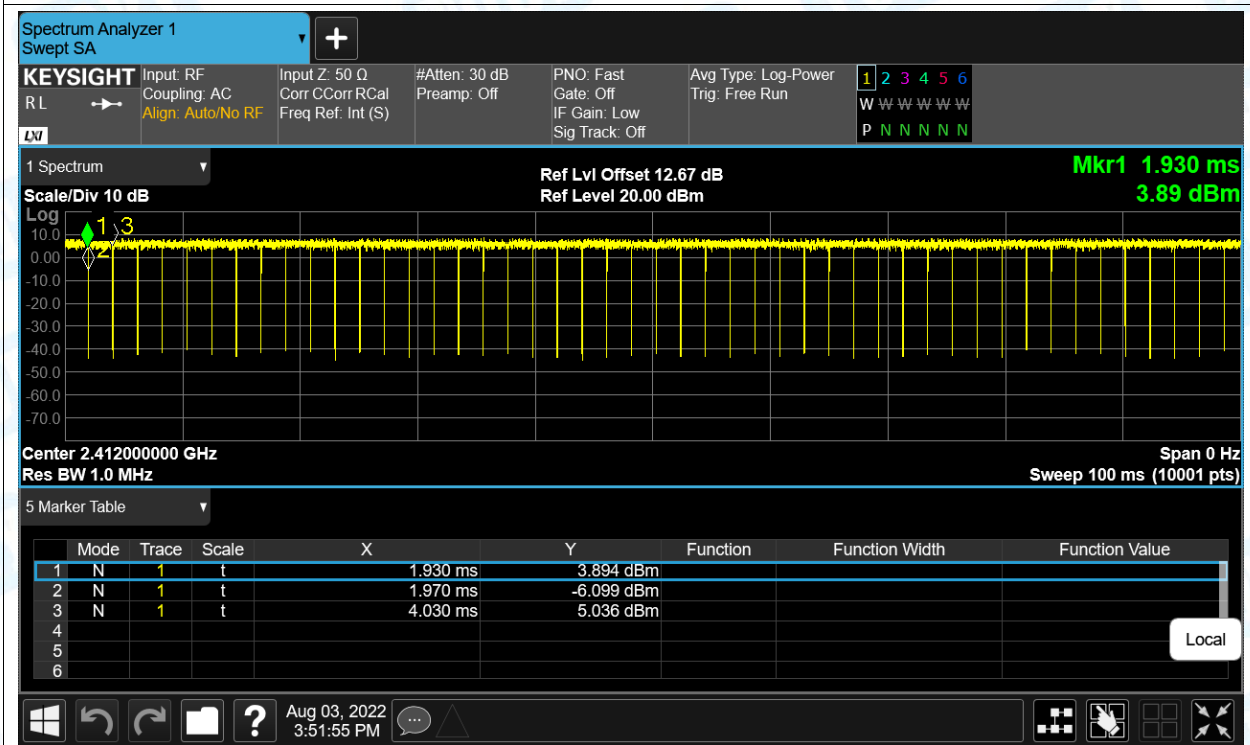 Spectrum Analyzer 1
Swept SA
KEYSIGHT
Input: RF
Input Z: 50 Ω
#Atten: 30 dB
PNO: Fast
Avg Type: Log-Power
1 2 3 4 5 6
R L
Coupling: AC
Corr CCorr RCal
Preamp: Off
Gate: Off
Trig: Free Run
W W W W W W
Align: Auto/No RF
Freq Ref: Int (S)
IF Gain: Low
LXI
Sig Track: Off
P N N N N N
1 Spectrum
Ref Lvl Offset 12.67 dB
Mkr1 1.930 ms
Scale/Div 10 dB
Ref Level 20.00 dBm
3.89 dBm
Log
1
3
2
10.0
0.00
-10.0
-20.0
-30.0
-40.0
-50.0
-60.0
-70.0
Center 2.412000000 GHz
Span 0 Hz
Res BW 1.0 MHz
Sweep 100 ms (10001 pts)
5 Marker Table
Mode Trace Scale X Y Function Function Width Function Value
1 N 1 t 1.930 ms 3.894 dBm
2 N 1 t 1.970 ms -6.099 dBm
3 N 1 t 4.030 ms 5.036 dBm
4
5
6
Local
?
Aug 03, 2022
3:51:55 PM